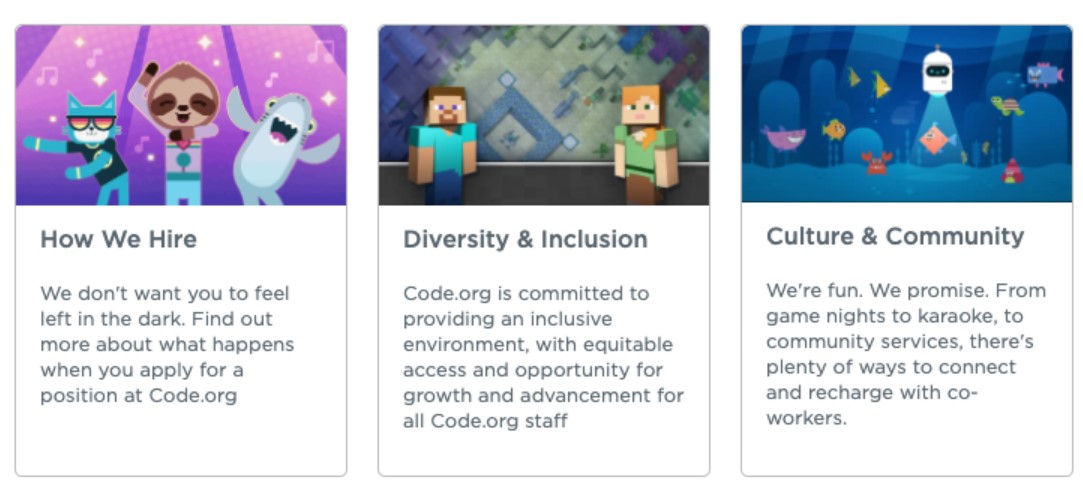 How We Hire
We don't want you to feel
left in the dark. Find out
more about what happens
when you apply for a
position at Code.org
Diversity & Inclusion
Code.org is committed to
providing an inclusive
environment, with equitable
access and opportunity for
growth and advancement for
all Code.org staff
Culture & Community
We're fun. We promise. From
game nights to karaoke, to
community services, there's
plenty of ways to connect
and recharge with co-
workers.